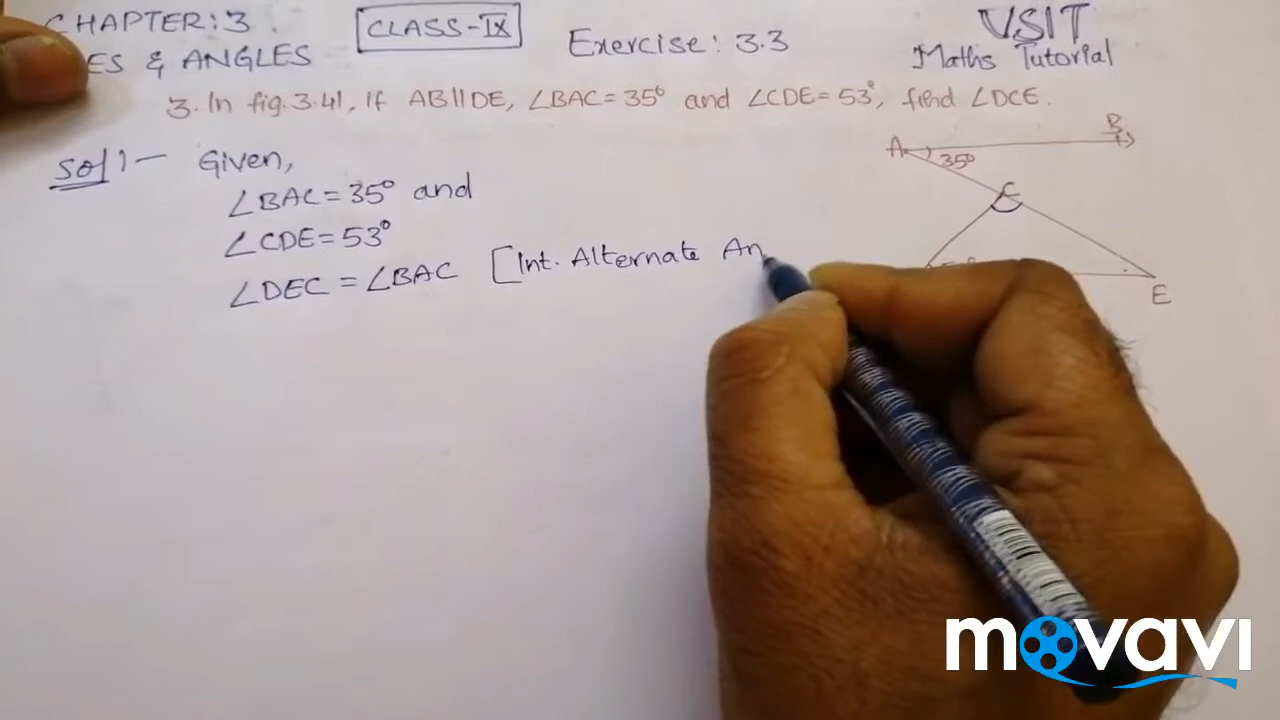 CHAPTER: 3
CLASS-IX
Exercise: 3.3
VSIT
ES & ANGLES
Maths Tutorial
3. In fig. 3.41, if AB||DE, ∠BAC = 35° and ∠CDE = 53°, find ∠DCE.
Sol :- Given,
∠BAC = 35° and
∠CDE = 53°
∠DEC = ∠BAC [Int. Alternate An
A
B
35°
C
E
movavi